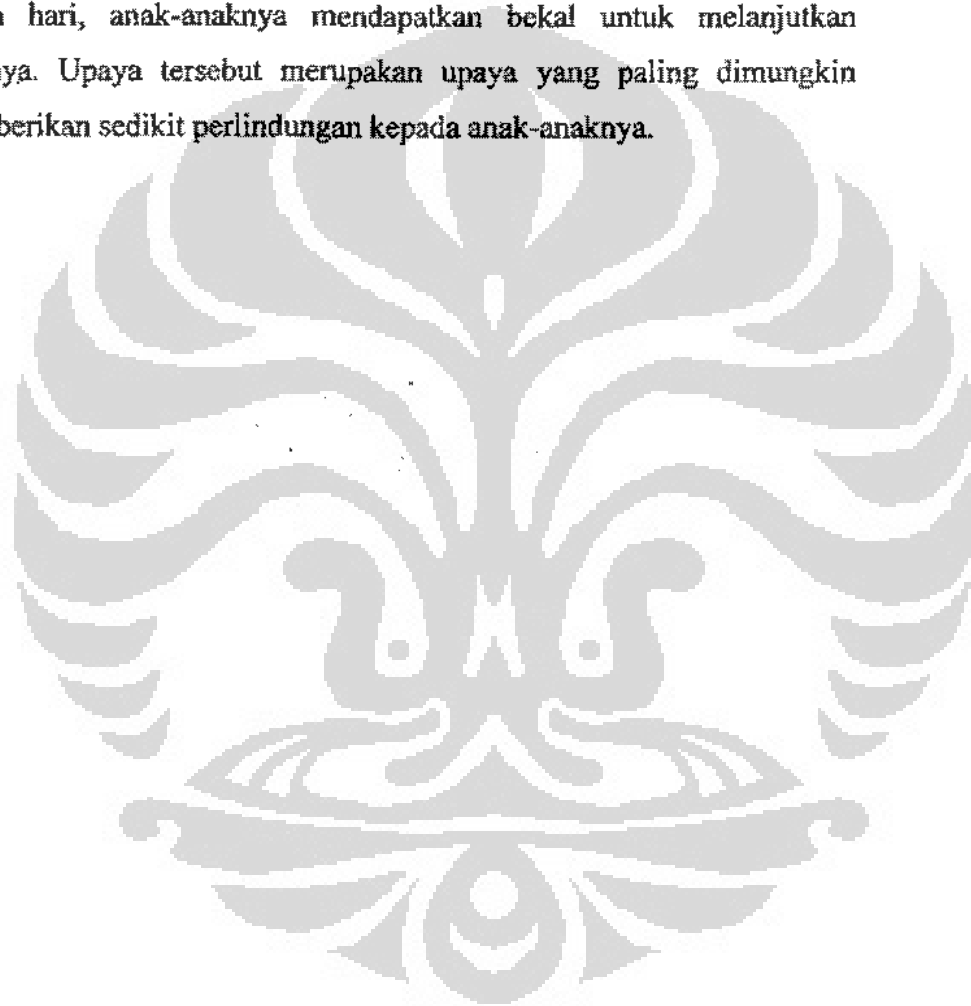 hari, anak-anaknya mendapatkan bekal untuk melanjutkan
ya. Upaya tersebut merupakan upaya yang paling dimungkin
berikan sedikit perlindungan kepada anak-anaknya.